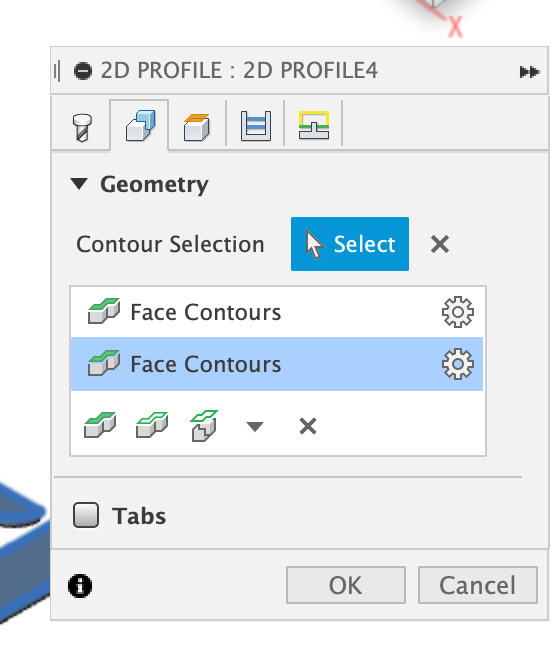 X
2D PROFILE : 2D PROFILE4
Geometry
Contour Selection Select
Face Contours
Face Contours
Tabs
OK Cancel